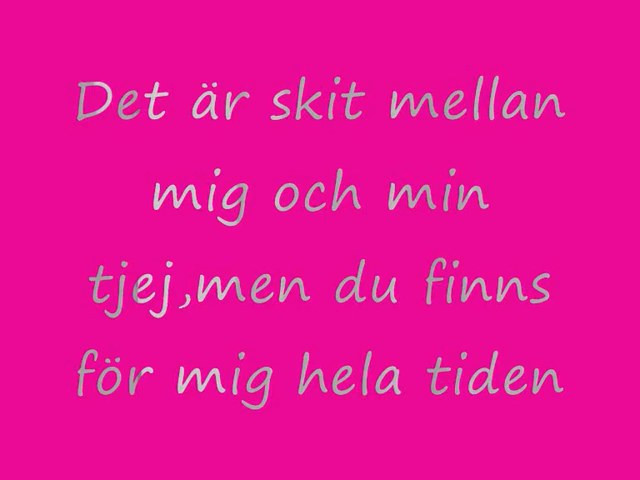 Det är skit mellan
mig och min
tjej,men du finns
för mig hela tiden